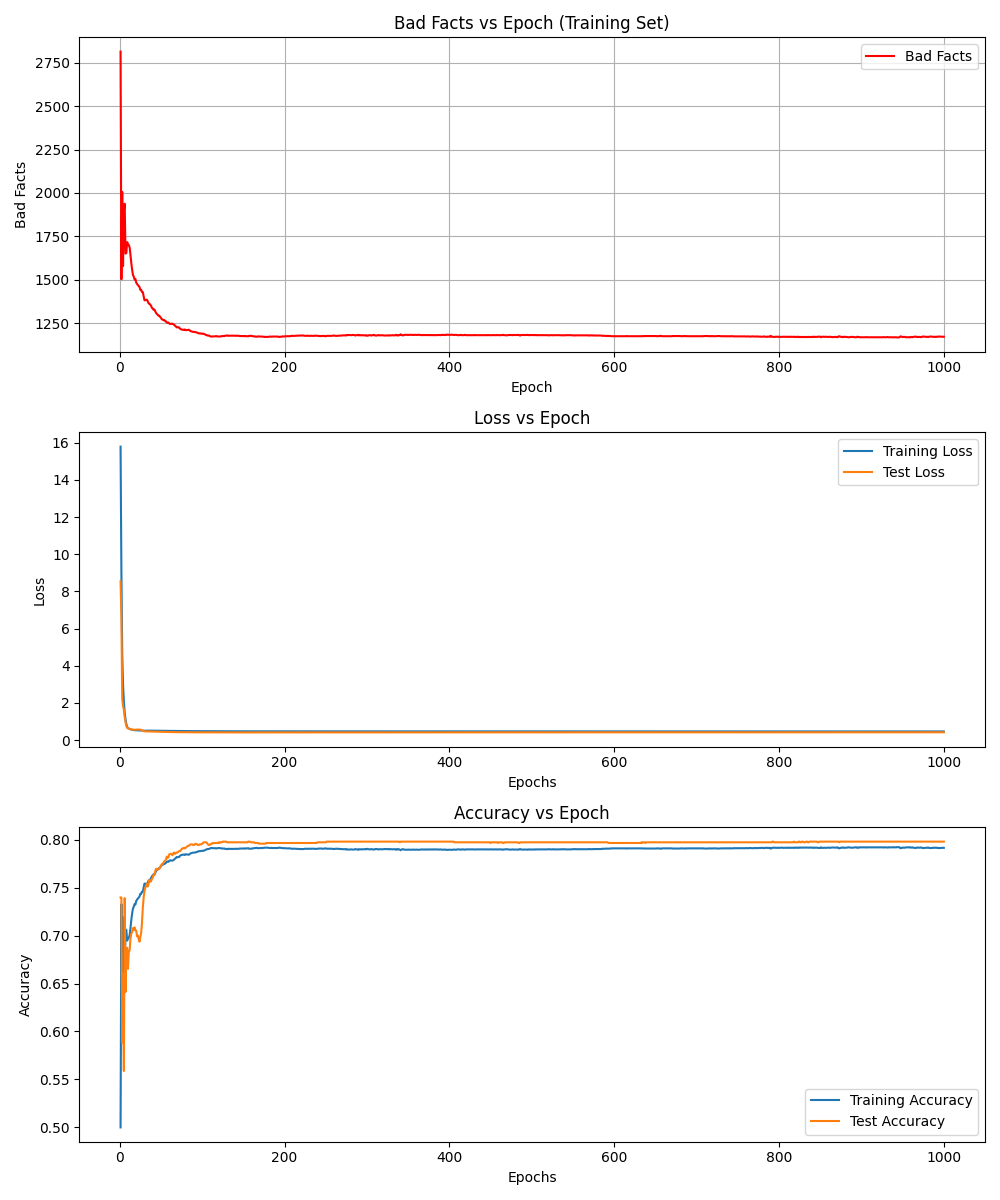 Bad Facts vs Epoch (Training Set)
Bad Facts
2750
2500
2250
2000
1750
1500
1250
Bad Facts
0 200 400 600 800 1000
Epoch
Loss vs Epoch
Training Loss
Test Loss
16
14
12
10
8
6
4
2
0
Loss
0 200 400 600 800 1000
Epochs
Accuracy vs Epoch
0.80
0.75
0.70
0.65
0.60
0.55
0.50
Accuracy
Training Accuracy
Test Accuracy
0 200 400 600 800 1000
Epochs